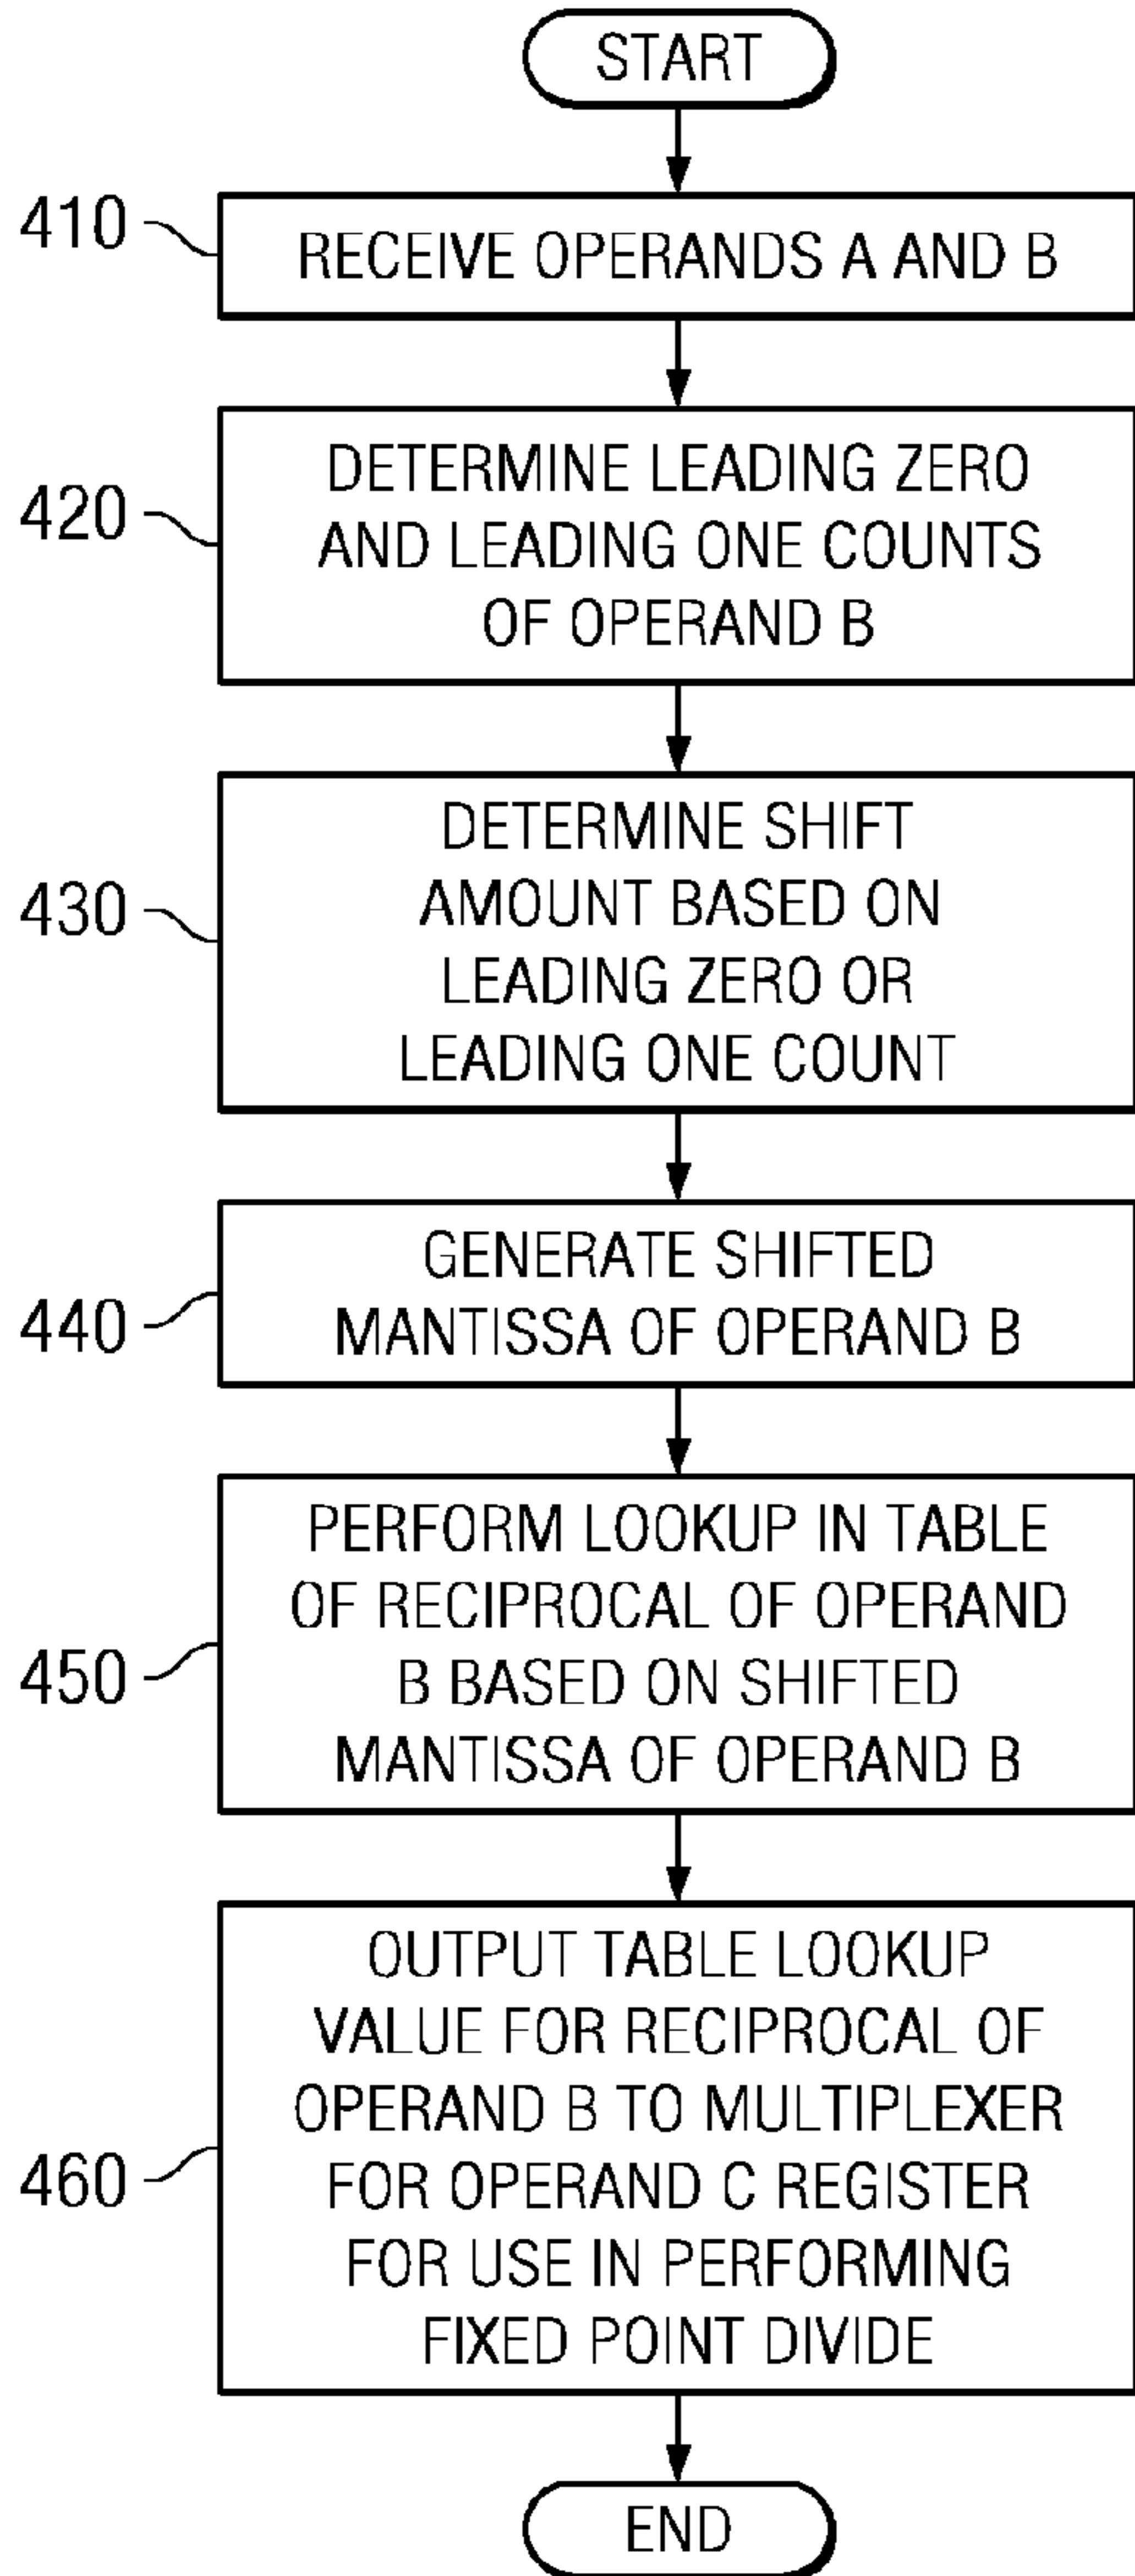 START
410
RECEIVE OPERANDS A AND B
420
DETERMINE LEADING ZERO
AND LEADING ONE COUNTS
OF OPERAND B
430
DETERMINE SHIFT
AMOUNT BASED ON
LEADING ZERO OR
LEADING ONE COUNT
440
GENERATE SHIFTED
MANTISSA OF OPERAND B
450
PERFORM LOOKUP IN TABLE
OF RECIPROCAL OF OPERAND
B BASED ON SHIFTED
MANTISSA OF OPERAND B
460
OUTPUT TABLE LOOKUP
VALUE FOR RECIPROCAL OF
OPERAND B TO MULTIPLEXER
FOR OPERAND C REGISTER
FOR USE IN PERFORMING
FIXED POINT DIVIDE
END